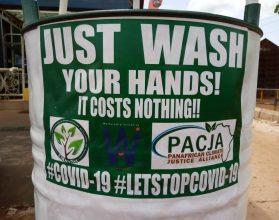 JUST WASH
YOUR HANDS!
IT COSTS NOTHING!!
PACJA
PANAFRICAN CLIMATE
JUSTICE ALLIANCE
#COVID-19 #LETSTOPCOVID-19